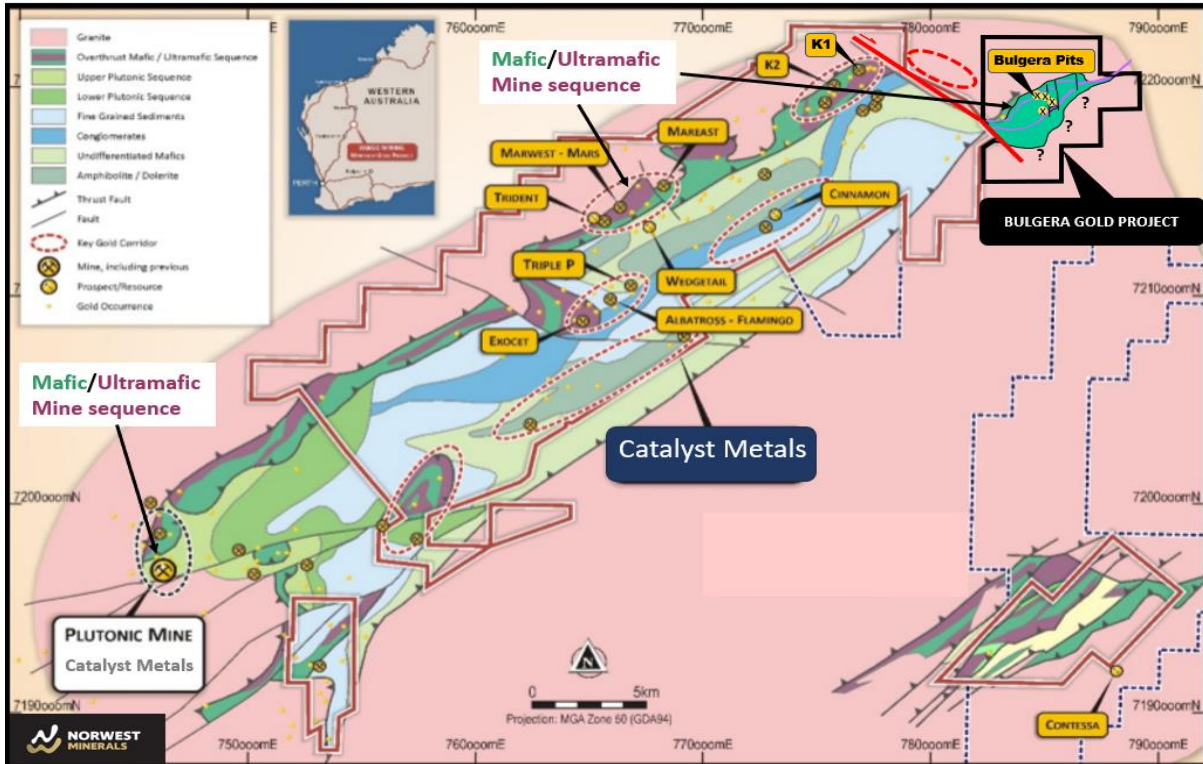 760000mE
770000mE
780000mE
790000mE
Granite
Overthrust Mafic / Ultramafic Sequence
Upper Plutonic Sequence
Lower Plutonic Sequence
Fine Grained Sediments
Conglomerates
Undifferentiated Mafics
Amphibolite / Dolerite
Thrust Fault
Fault
Key Gold Corridor
Mine, including previous
Prospect/Resource
Gold Occurrence
WESTERN
AUSTRALIA
PERTH
Mafic/Ultramafic
Mine sequence
K1
K2
Bulgera Pits
X X X X X
?
?
?
7220000mN
BULGERA GOLD PROJECT
MAREAST
MARWEST - MARS
TRIDENT
CINNAMON
TRIPLE P
WEDGETAIL
ALBATROSS - FLAMINGO
EXOCET
7210000mN
Mafic/Ultramafic
Mine sequence
Catalyst Metals
7200000mN
7200000mN
PLUTONIC MINE
Catalyst Metals
N
0 5km
Projection: MGA Zone 50 (GDA94)
CONTESSA
7190000mN
7190000mN
NORWEST
MINERALS
750000mE
760000mE
770000mE
780000mE
790000mE